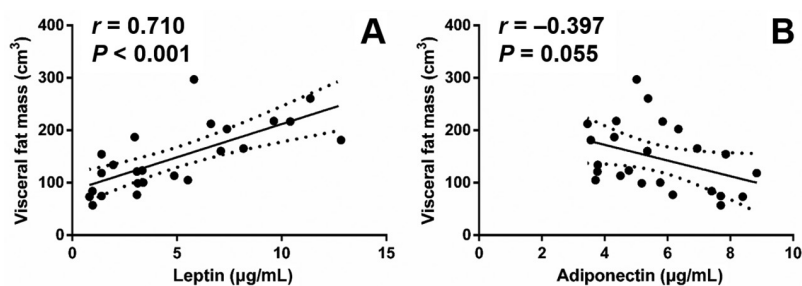 r = 0.710
P < 0.001
A
Visceral fat mass (cm³)
400
300
200
100
0
0
5
10
15
Leptin (µg/mL)
r = –0.397
P = 0.055
B
Visceral fat mass (cm³)
400
300
200
100
0
0
2
4
6
8
10
Adiponectin (µg/mL)